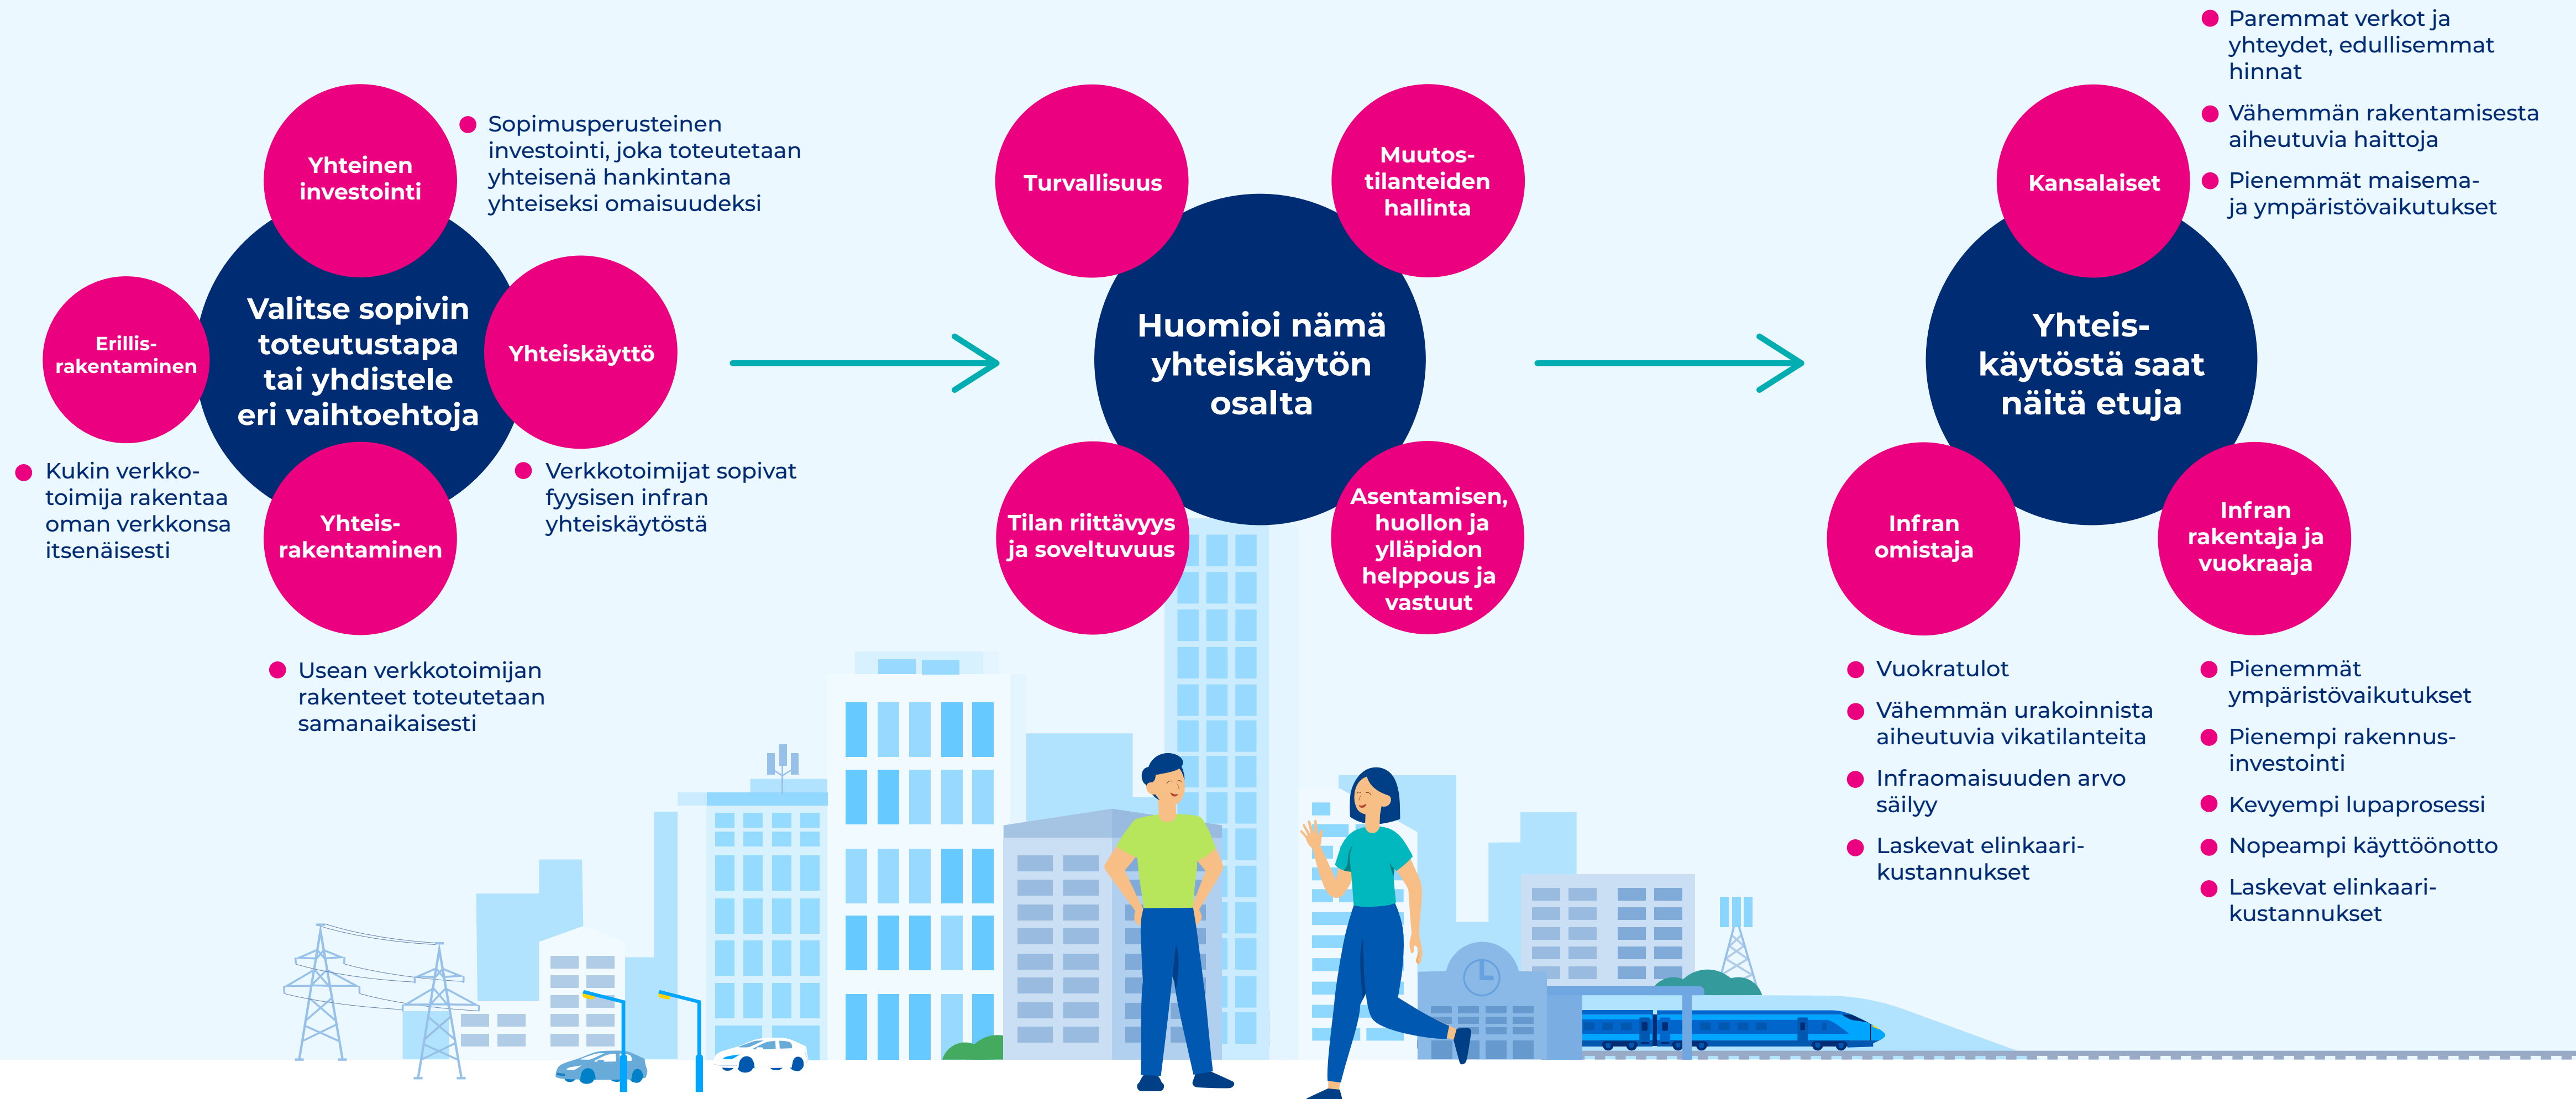 Yhteinen
investointi
Sopimusperusteinen
investointi, joka toteutetaan
yhteisenä hankintana
yhteiseksi omaisuudeksi
Erillis-
rakentaminen
Valitse sopivin
toteutustapa
tai yhdistele
eri vaihtoehtoja
Yhteiskäyttö
Kukin verkko-
toimija rakentaa
oman verkkonsa
itsenäisesti
Yhteis-
rakentaminen
Verkkotoimijat sopivat
fyysisen infran
yhteiskäytöstä
Usean verkkotoimijan
rakenteet toteutetaan
samanaikaisesti
Turvallisuus
Muutos-
tilanteiden
hallinta
Huomioi nämä
yhteiskäytön
osalta
Tilan riittävyys
ja soveltuvuus
Asentamisen,
huollon ja
ylläpidon
helppous ja
vastuut
Kansalaiset
Paremmat verkot ja
yhteydet, edullisemmat
hinnat
Vähemmän rakentamisesta
aiheutuvia haittoja
Pienemmät maisema-
ja ympäristövaikutukset
Yhteis-
käytöstä saat
näitä etuja
Infran
omistaja
Vuokratulot
Vähemmän urakoinnista
aiheutuvia vikatilanteita
Infraomaisuuden arvo
säilyy
Laskevat elinkaari-
kustannukset
Infran
rakentaja ja
vuokraaja
Pienemmät
ympäristövaikutukset
Pienempi rakennus-
investointi
Kevyempi lupaprosessi
Nopeampi käyttöönotto
Laskevat elinkaari-
kustannukset